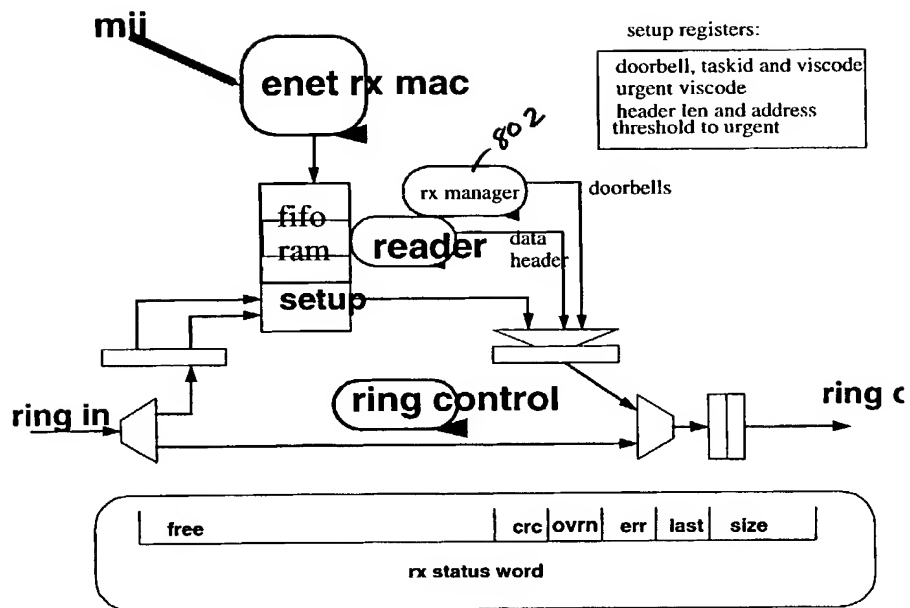 mii
setup registers:
enet rx mac
doorbell, taskid and viscode
urgent viscode
header len and address
threshold to urgent
802
rx manager
doorbells
fifo
ram
reader
data
header
setup
ring in
ring control
ring
free
crc
ovrn
err
last
size
rx status word